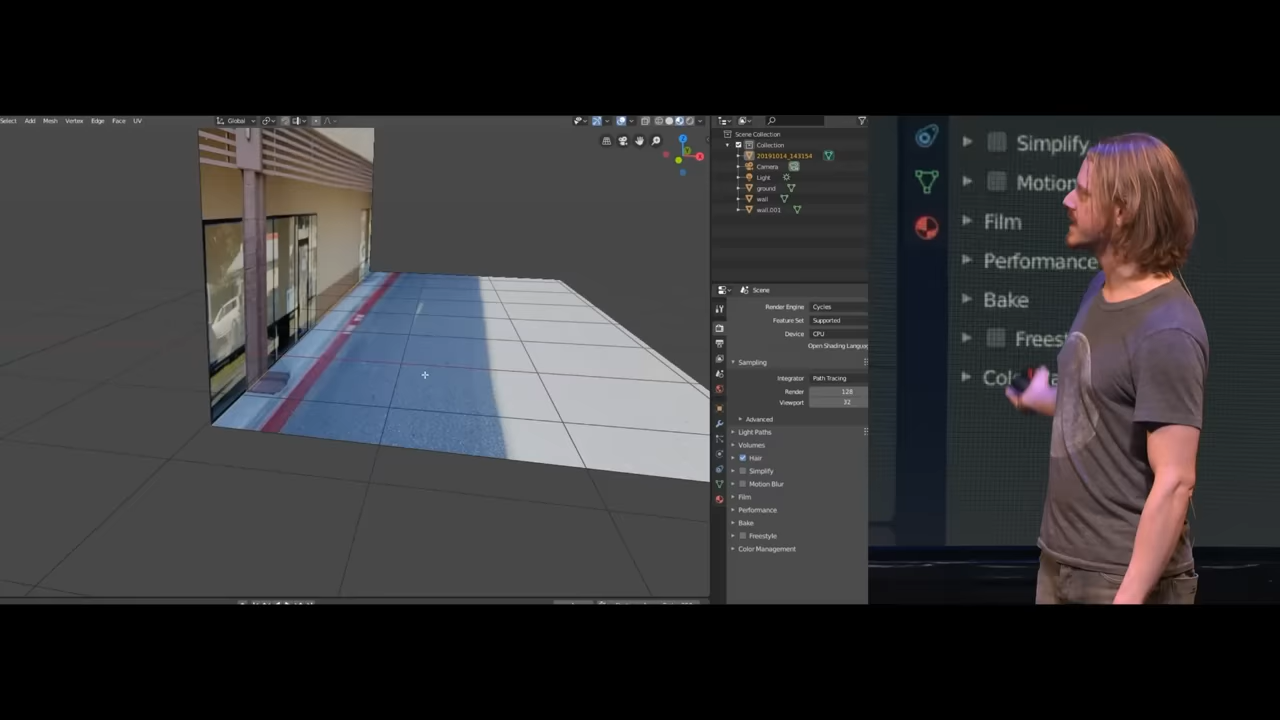 Select Add Mesh Vertex Edge Face UV
Global
Scene Collection
Collection
20191014_143154
Camera
Light
ground
wall
wall.001
Scene
Render Engine Cycles
Feature Set Supported
Device CPU
Open Shading Languag
Sampling
Integrator Path Tracing
Render 128
Viewport 32
Advanced
Light Paths
Volumes
Hair
Simplify
Motion Blur
Film
Performance
Bake
Freestyle
Color Management
Simplify
Motion
Film
Performance
Bake
Freest